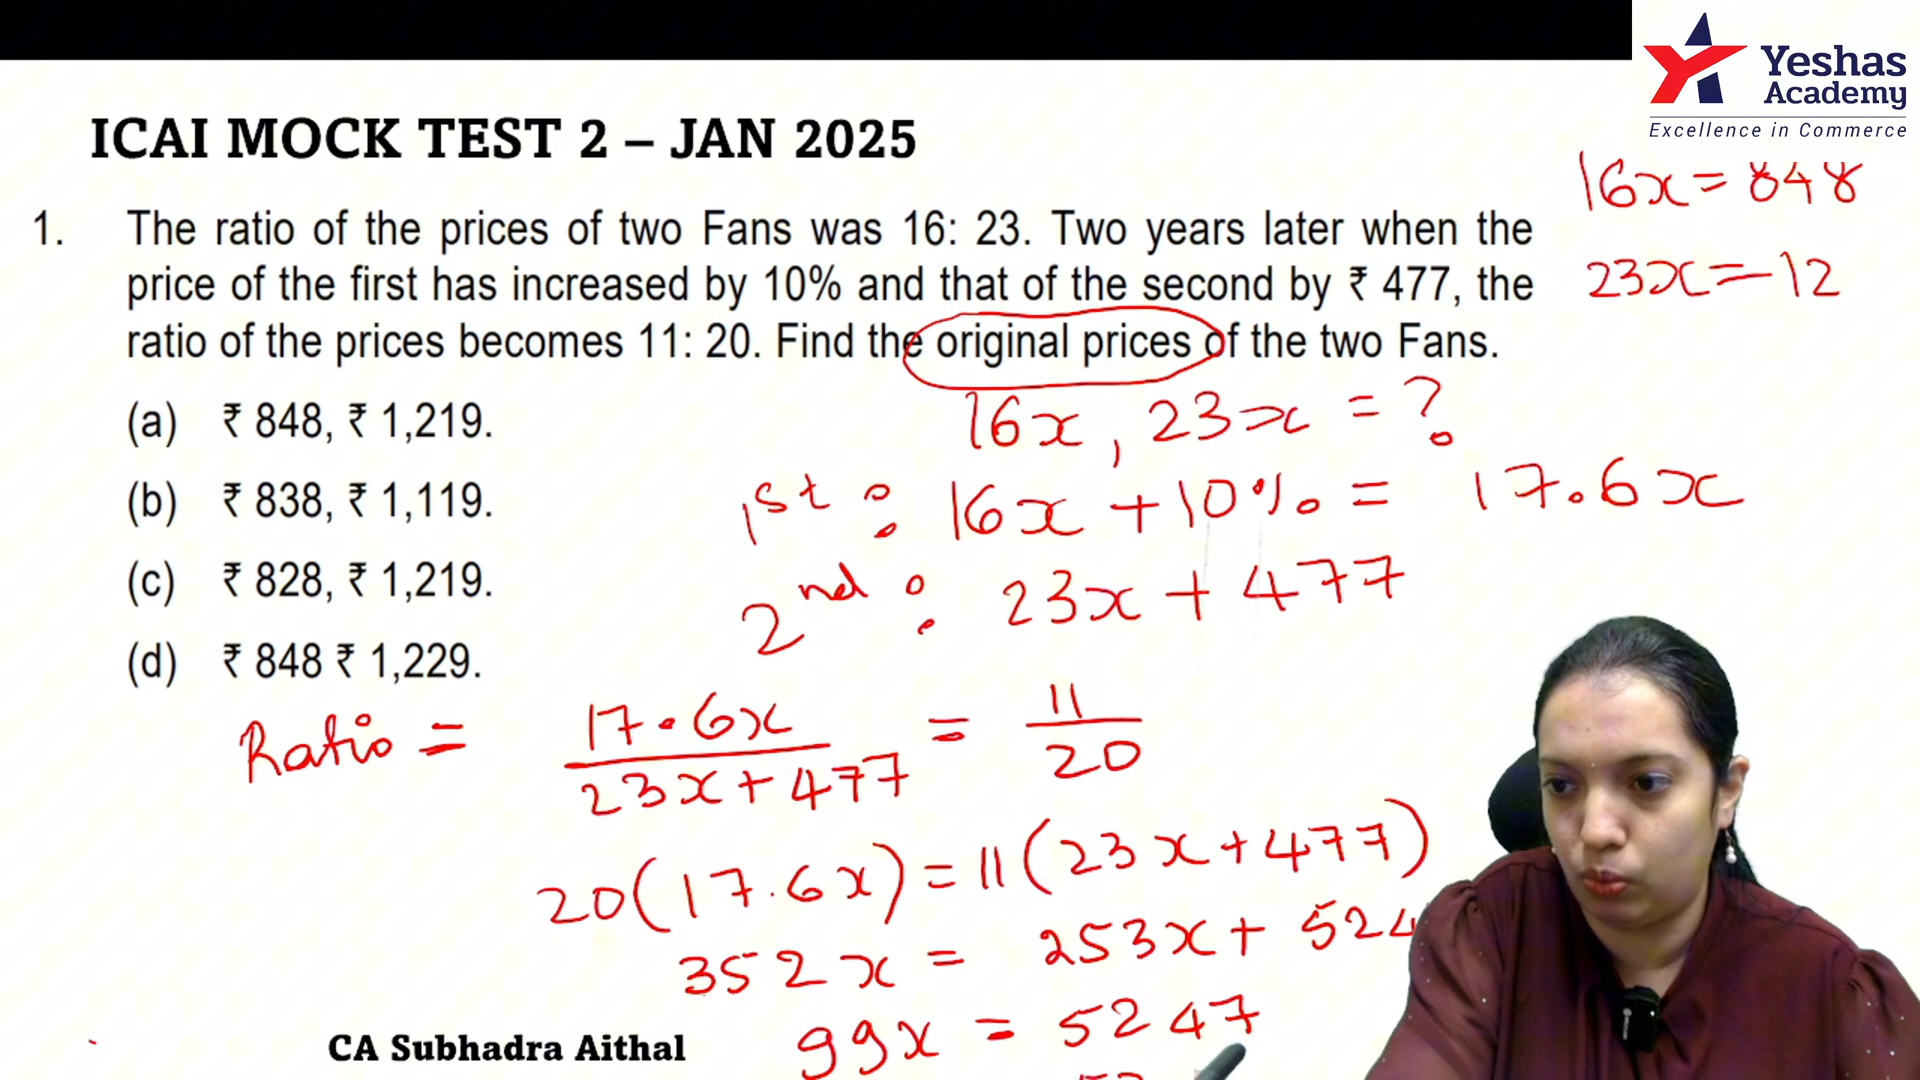 Yeshas
Academy
Excellence in Commerce
ICAI MOCK TEST 2 – JAN 2025
16x = 848
23x = 12
1. The ratio of the prices of two Fans was 16: 23. Two years later when the
price of the first has increased by 10% and that of the second by ₹ 477, the
ratio of the prices becomes 11: 20. Find the original prices of the two Fans.
(a) ₹ 848, ₹ 1,219.
(b) ₹ 838, ₹ 1,119.
(c) ₹ 828, ₹ 1,219.
(d) ₹ 848 ₹ 1,229.
16x, 23x = ?
1st : 16x + 10% = 17.6x
2nd : 23x + 477
Ratio = 17.6x / 23x + 477 = 11 / 20
20(17.6x) = 11(23x + 477)
352x = 253x + 524
99x = 5247
CA Subhadra Aithal